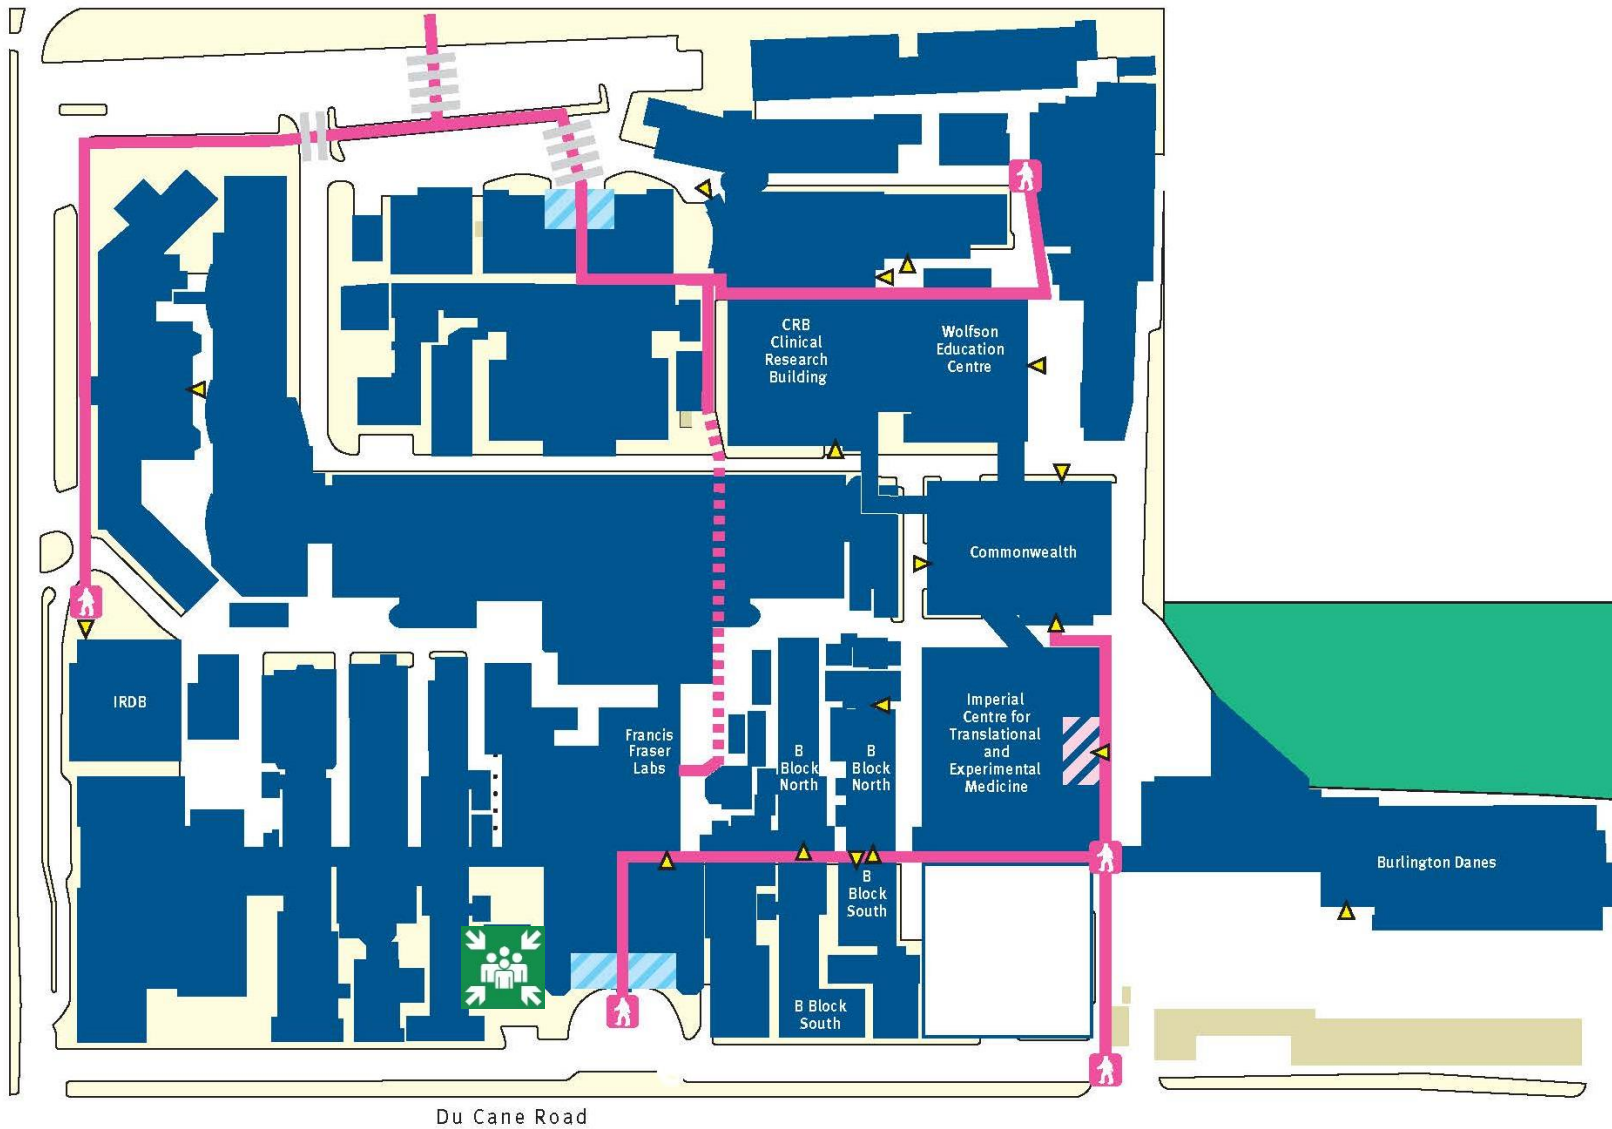 CRB
Clinical
Research
Building
Wolfson
Education
Centre
Commonwealth
IRDB
Francis
Fraser
Labs
B
Block
North
B
Block
North
Imperial
Centre for
Translational
and
Experimental
Medicine
B
Block
South
Burlington Danes
B Block
South
Du Cane Road